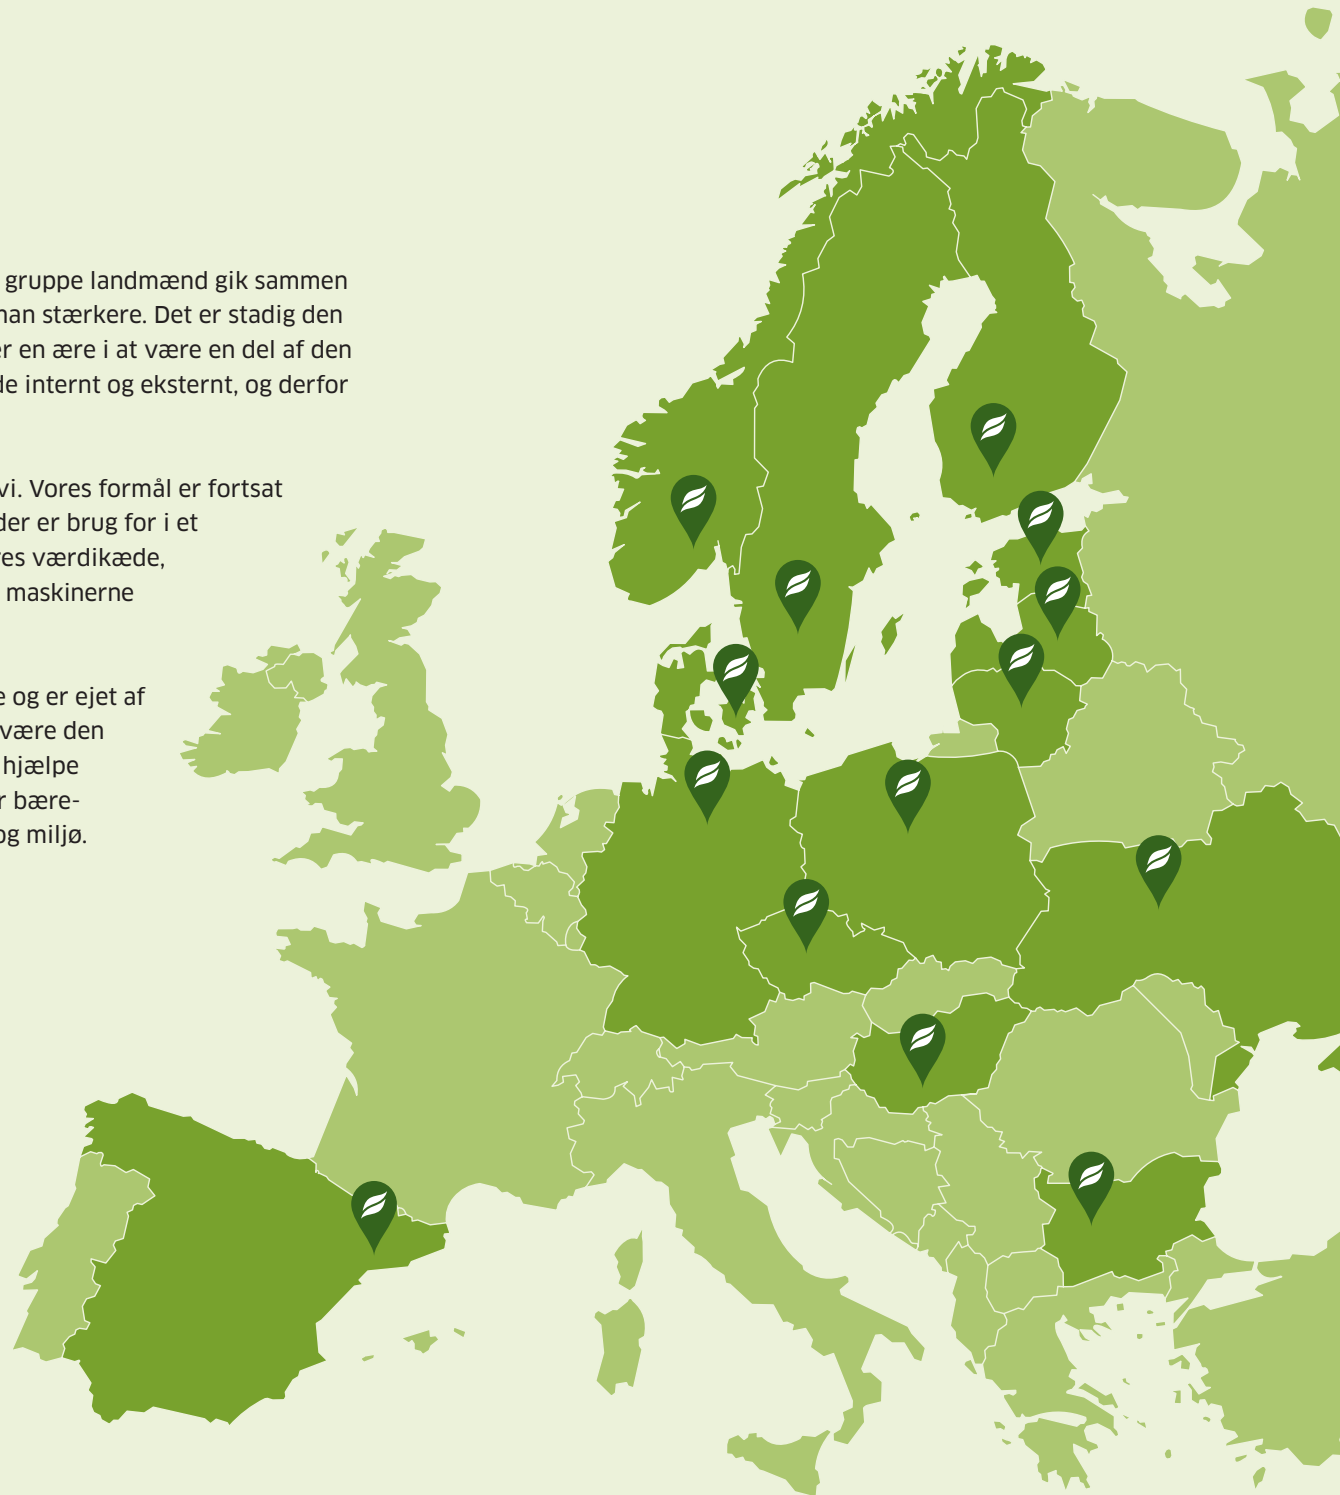 gruppe landmænd gik sammen
man stærkere. Det er stadig den
er en ære i at være en del af den
de internt og eksternt, og derfor
vi. Vores formål er fortsat
der er brug for i et
res værdikæde,
maskinerne
e og er ejet af
være den
hjælpe
r bære-
og miljø.